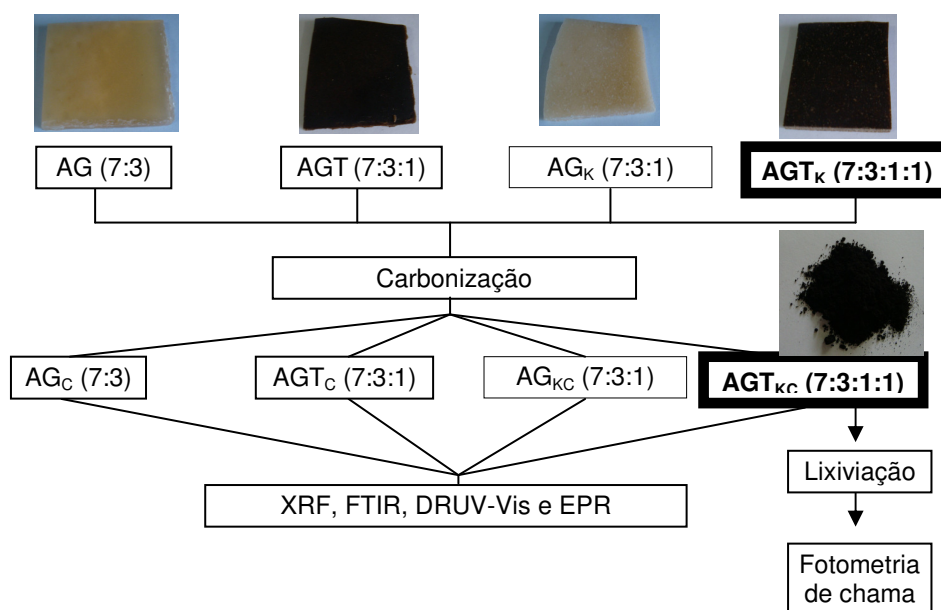 AG (7:3)
AGT (7:3:1)
AGK (7:3:1)
AGTK (7:3:1:1)
Carbonização
AGC (7:3)
AGTC (7:3:1)
AGKC (7:3:1)
AGTKC (7:3:1:1)
Lixiviação
XRF, FTIR, DRUV-Vis e EPR
Fotometria
de chama